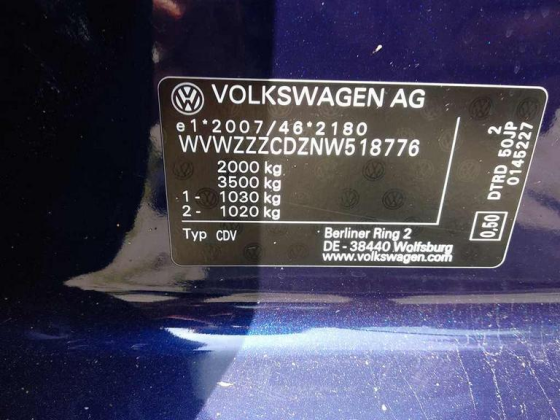 VOLKSWAGEN AG
e1*2007/46*2180
WVWZZZCDZNW518776
2000 kg
3500 kg
1- 1030 kg
2- 1020 kg
Typ CDV
Berliner Ring 2
DE - 38440 Wolfsburg
www.volkswagen.com
0,50
DTRD 50JP
2
0145227